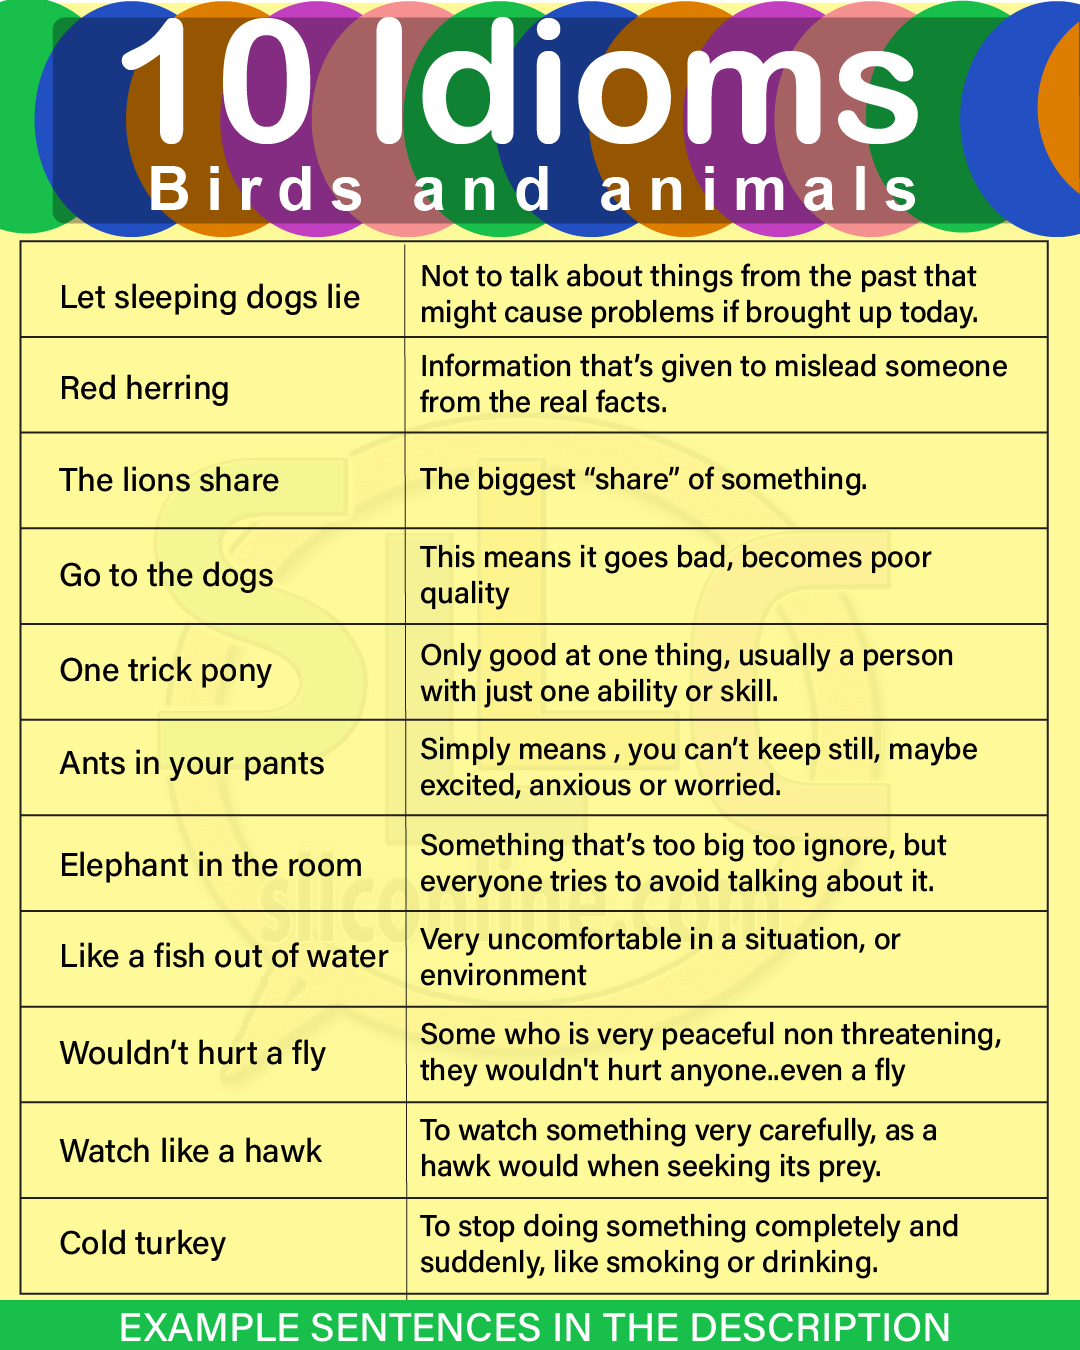 10 Idioms
Birds and animals
Let sleeping dogs lie
Not to talk about things from the past that
might cause problems if brought up today.
Red herring
Information that’s given to mislead someone
from the real facts.
The lions share
The biggest “share” of something.
Go to the dogs
This means it goes bad, becomes poor
quality
One trick pony
Only good at one thing, usually a person
with just one ability or skill.
Ants in your pants
Simply means , you can’t keep still, maybe
excited, anxious or worried.
Elephant in the room
Something that’s too big too ignore, but
everyone tries to avoid talking about it.
Like a fish out of water
Very uncomfortable in a situation, or
environment
Wouldn’t hurt a fly
Some who is very peaceful non threatening,
they wouldn't hurt anyone..even a fly
Watch like a hawk
To watch something very carefully, as a
hawk would when seeking its prey.
Cold turkey
To stop doing something completely and
suddenly, like smoking or drinking.
SiLC
silconline.com
EXAMPLE SENTENCES IN THE DESCRIPTION